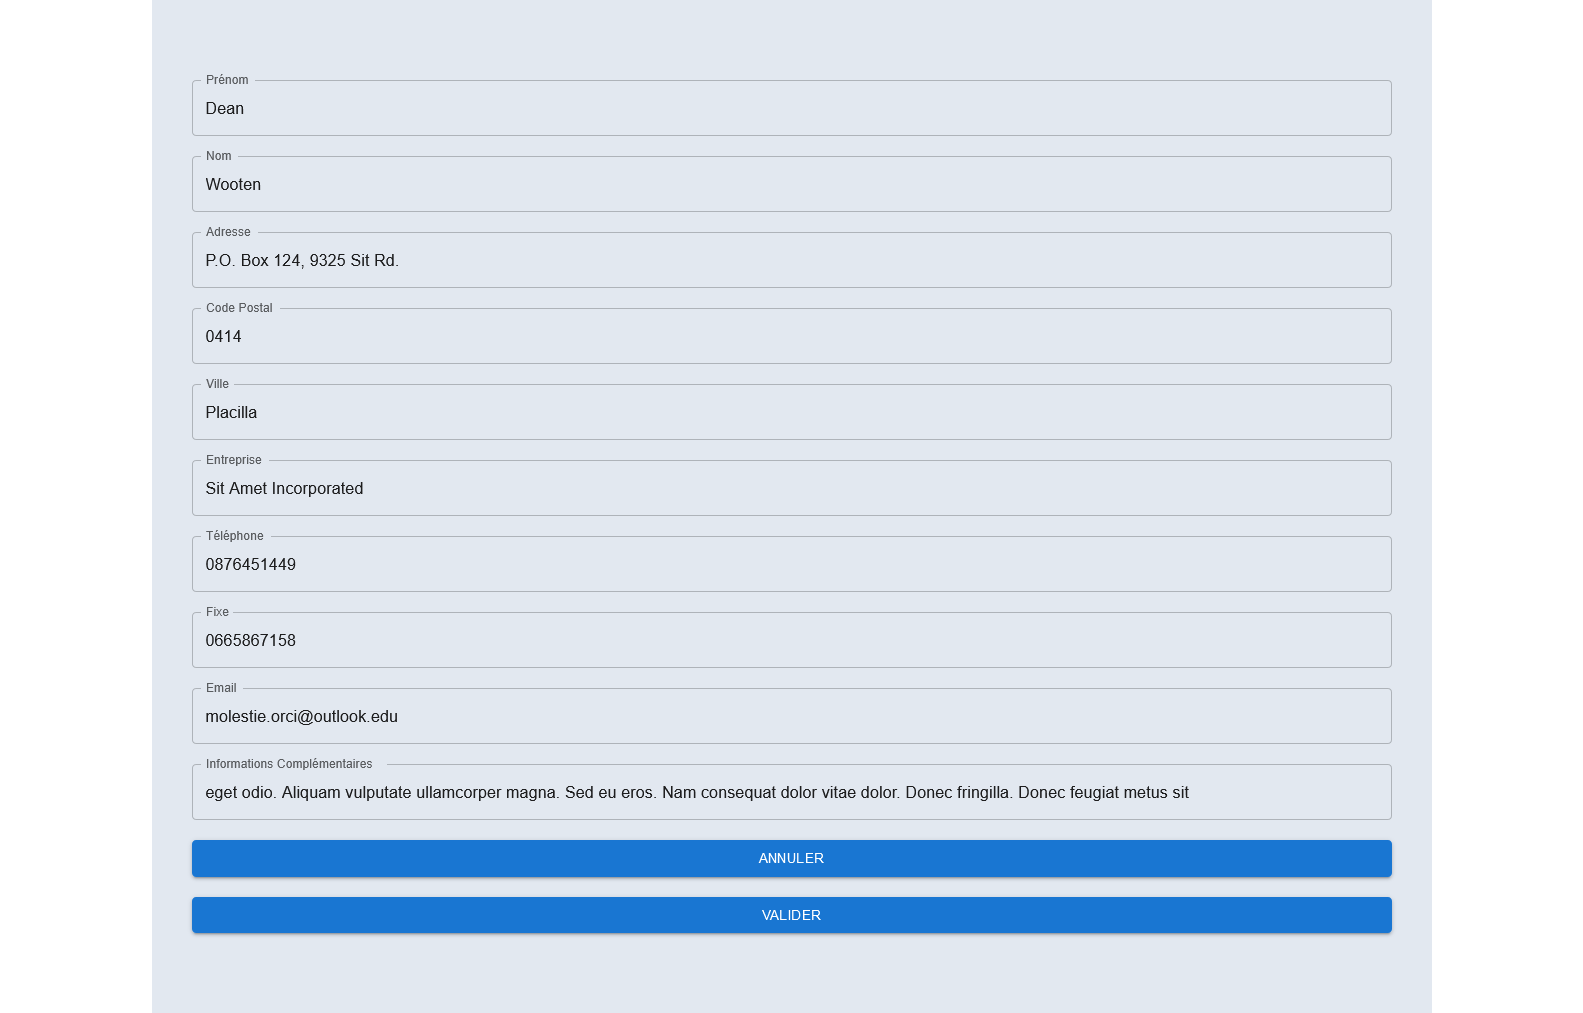 Prénom
Dean
Nom
Wooten
Adresse
P.O. Box 124, 9325 Sit Rd.
Code Postal
0414
Ville
Placilla
Entreprise
Sit Amet Incorporated
Téléphone
0876451449
Fixe
0665867158
Email
molestie.orci@outlook.edu
Informations Complémentaires
eget odio. Aliquam vulputate ullamcorper magna. Sed eu eros. Nam consequat dolor vitae dolor. Donec fringilla. Donec feugiat metus sit
ANNULER
VALIDER